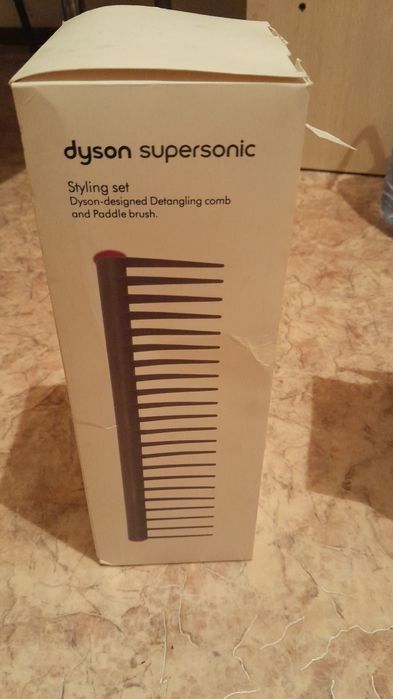 dyson supersonic
Styling set
Dyson-designed Detangling comb
and Paddle brush.